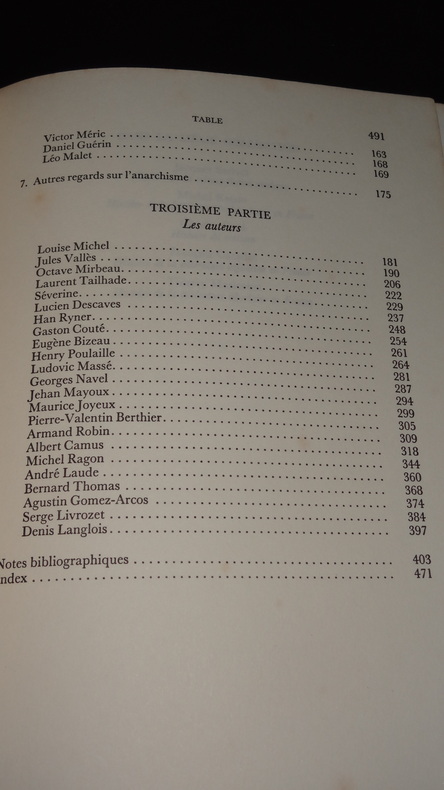 TABLE 491
Victor Méric . . . . . . . . . . . . . . . . . . . . 163
Daniel Guérin . . . . . . . . . . . . . . . . . . . . 168
Léo Malet . . . . . . . . . . . . . . . . . . . . 169
7. Autres regards sur l'anarchisme . . . . . . . . . . . . . . . . . . . . 175
TROISIÈME PARTIE
Les auteurs
Louise Michel . . . . . . . . . . . . . . . . . . . . 181
Jules Vallès . . . . . . . . . . . . . . . . . . . . 190
Octave Mirbeau . . . . . . . . . . . . . . . . . . . . 206
Laurent Tailhade . . . . . . . . . . . . . . . . . . . . 222
Séverine . . . . . . . . . . . . . . . . . . . . 229
Lucien Descaves . . . . . . . . . . . . . . . . . . . . 237
Han Ryner . . . . . . . . . . . . . . . . . . . . 248
Gaston Couté . . . . . . . . . . . . . . . . . . . . 254
Eugène Bizeau . . . . . . . . . . . . . . . . . . . . 261
Henry Poulaille . . . . . . . . . . . . . . . . . . . . 264
Ludovic Massé . . . . . . . . . . . . . . . . . . . . 281
Georges Navel . . . . . . . . . . . . . . . . . . . . 287
Jehan Mayoux . . . . . . . . . . . . . . . . . . . . 294
Maurice Joyeux . . . . . . . . . . . . . . . . . . . . 299
Pierre-Valentin Berthier . . . . . . . . . . . . . . . . . . . . 305
Armand Robin . . . . . . . . . . . . . . . . . . . . 309
Albert Camus . . . . . . . . . . . . . . . . . . . . 318
Michel Ragon . . . . . . . . . . . . . . . . . . . . 344
André Laude . . . . . . . . . . . . . . . . . . . . 360
Bernard Thomas . . . . . . . . . . . . . . . . . . . . 368
Agustin Gomez-Arcos . . . . . . . . . . . . . . . . . . . . 374
Serge Livrozet . . . . . . . . . . . . . . . . . . . . 384
Denis Langlois . . . . . . . . . . . . . . . . . . . . 397
Notes bibliographiques . . . . . . . . . . . . . . . . . . . . 403
ndex . . . . . . . . . . . . . . . . . . . . 471